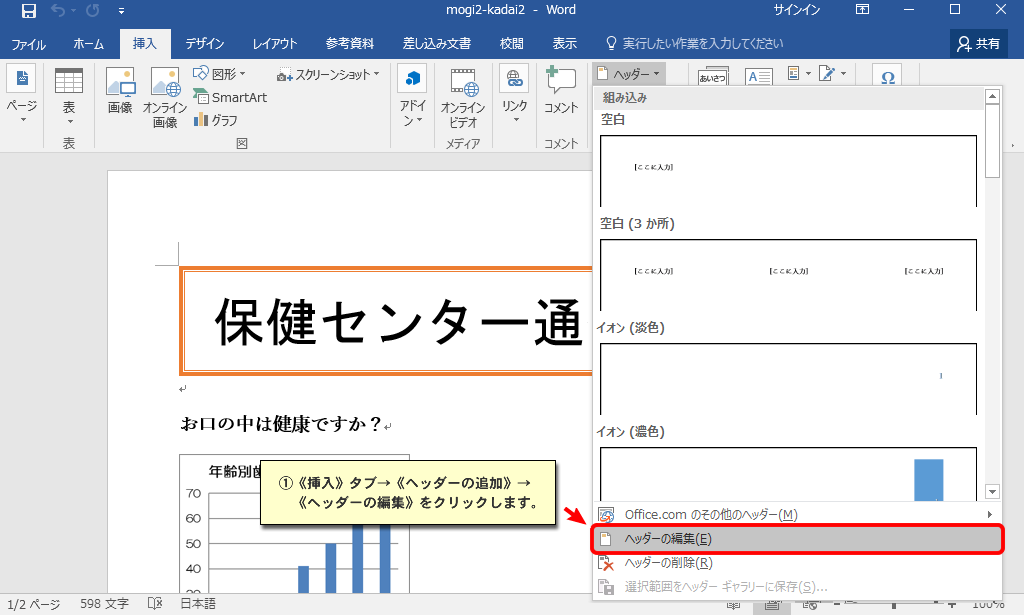 mogi2-kadai2 - Word
サインイン
ファイル
ホーム
挿入
デザイン
レイアウト
参考資料
差し込み文書
校閲
表示
実行したい作業を入力してください
共有
ページ
表
画像
オンライン
画像
図形
SmartArt
グラフ
スクリーンショット
アドイ
ン
オンライン
ビデオ
リンク
コメント
ヘッダー
あいさつ
A
Ω
表
図
メディア
コメント
組み込み
空白
[ここに入力]
空白 (3 か所)
[ここに入力] [ここに入力] [ここに入力]
イオン (淡色)
イオン (濃色)
Office.com のその他のヘッダー(M)
ヘッダーの編集(E)
ヘッダーの削除(R)
選択範囲をヘッダー ギャラリーに保存(S)...
保健センター通
お口の中は健康ですか？
年齢別歯
70
60
50
40
①《挿入》タブ→《ヘッダーの追加》→
《ヘッダーの編集》をクリックします。
1/2 ページ
598 文字
日本語
100%